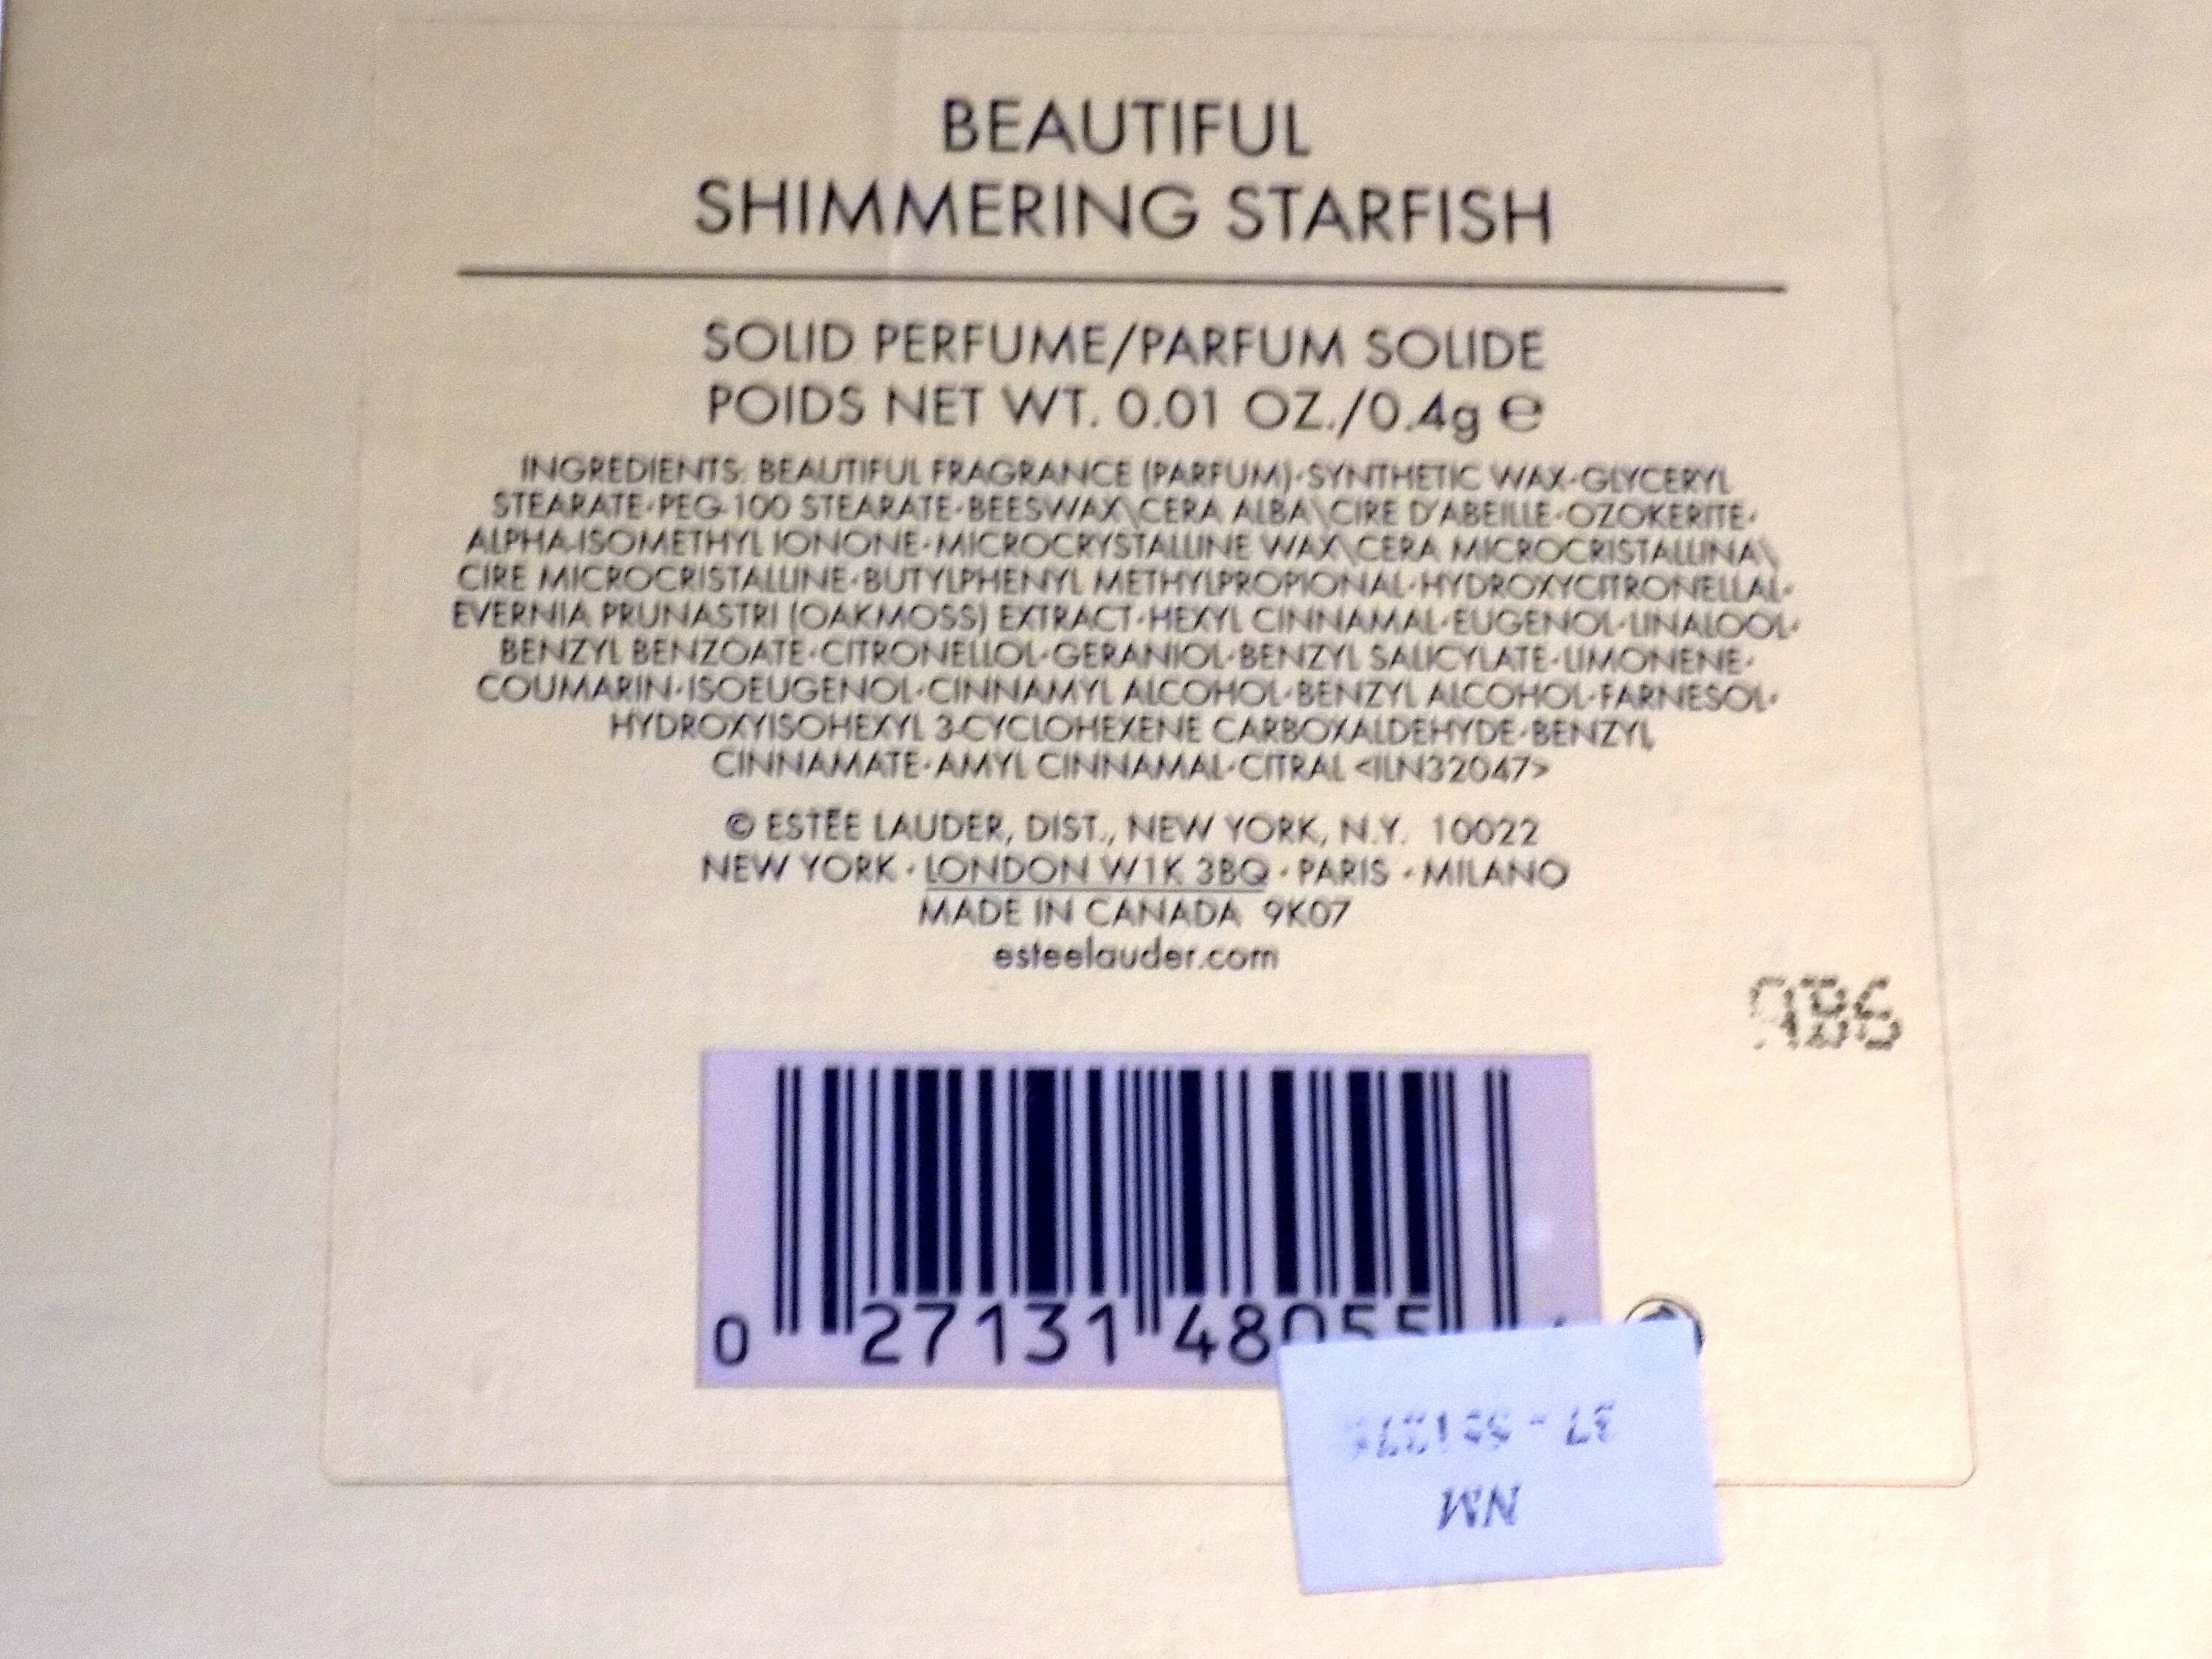 BEAUTIFUL
SHIMMERING STARFISH
SOLID PERFUME/PARFUM SOLIDE
POIDS NET WT. 0.01 OZ./0.4g ℮
INGREDIENTS: BEAUTIFUL FRAGRANCE (PARFUM)•SYNTHETIC WAX•GLYCERYL
STEARATE•PEG-100 STEARATE•BEESWAX\CERA ALBA\CIRE D'ABEILLE•OZOKERITE•
ALPHA-ISOMETHYL IONONE•MICROCRYSTALLINE WAX\CERA MICROCRISTALLINA\
CIRE MICROCRISTALLINE•BUTYLPHENYL METHYLPROPIONAL•HYDROXYCITRONELLAL•
EVERNIA PRUNASTRI (OAKMOSS) EXTRACT•HEXYL CINNAMAL•EUGENOL•LINALOOL•
BENZYL BENZOATE•CITRONELLOL•GERANIOL•BENZYL SALICYLATE•LIMONENE•
COUMARIN•ISOEUGENOL•CINNAMYL ALCOHOL•BENZYL ALCOHOL•FARNESOL•
HYDROXYISOHEXYL 3-CYCLOHEXENE CARBOXALDEHYDE•BENZYL
CINNAMATE•AMYL CINNAMAL•CITRAL <ILN32047>
© ESTĒE LAUDER, DIST., NEW YORK, N.Y. 10022
NEW YORK • LONDON W1K 3BQ • PARIS • MILANO
MADE IN CANADA 9K07
esteelauder.com
AB6
0 27131 48055
NM